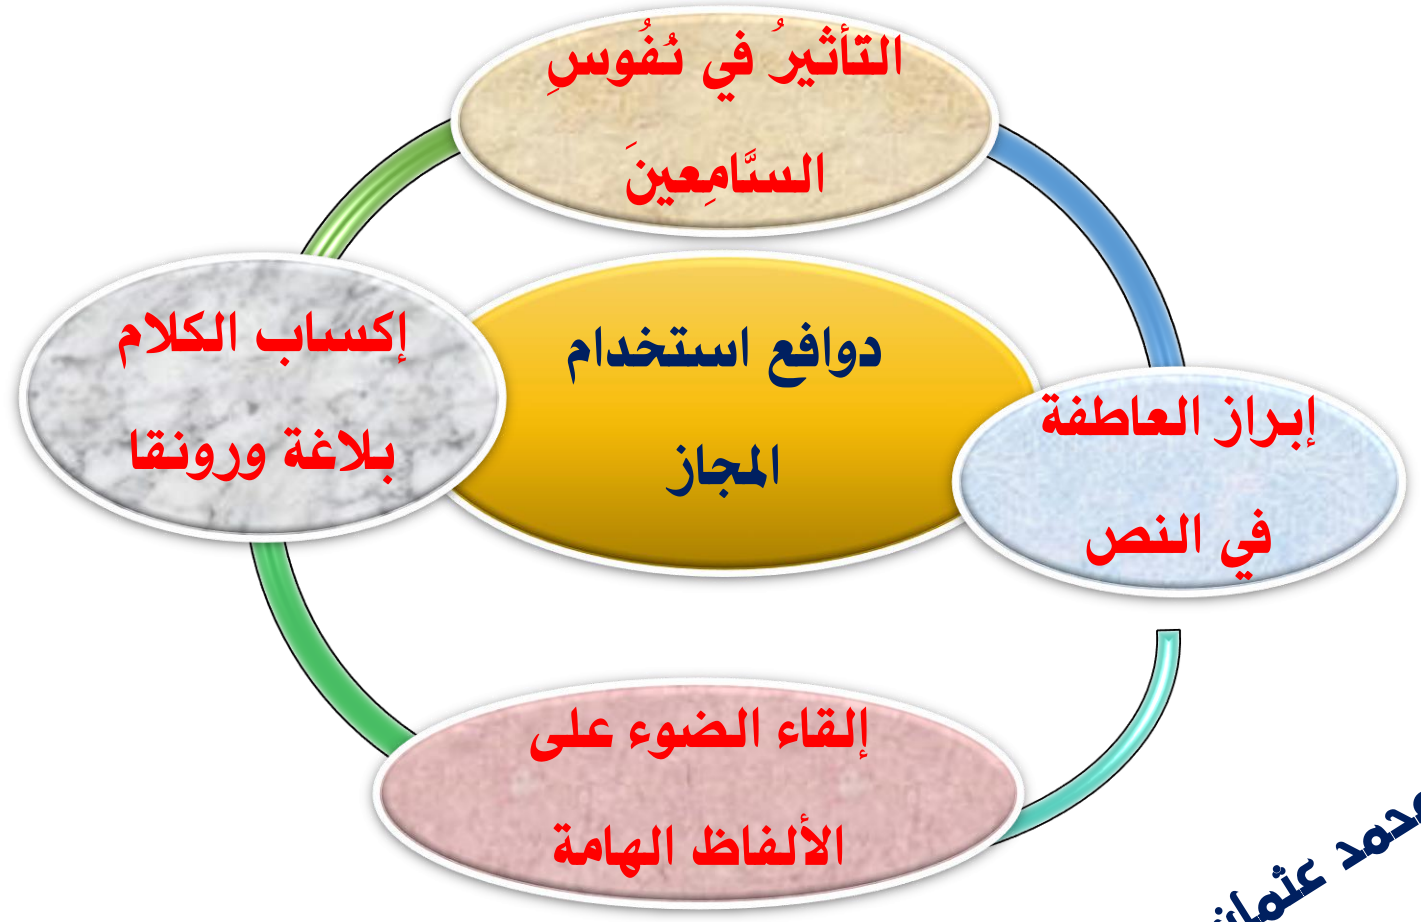 التأثيرُ في نُفُوسِ
السَّامِعينَ
دوافع استخدام
المجاز
إبراز العاطفة
في النص
إكساب الكلام
بلاغة ورونقا
إلقاء الضوء على
الألفاظ الهامة
محمد عثمان